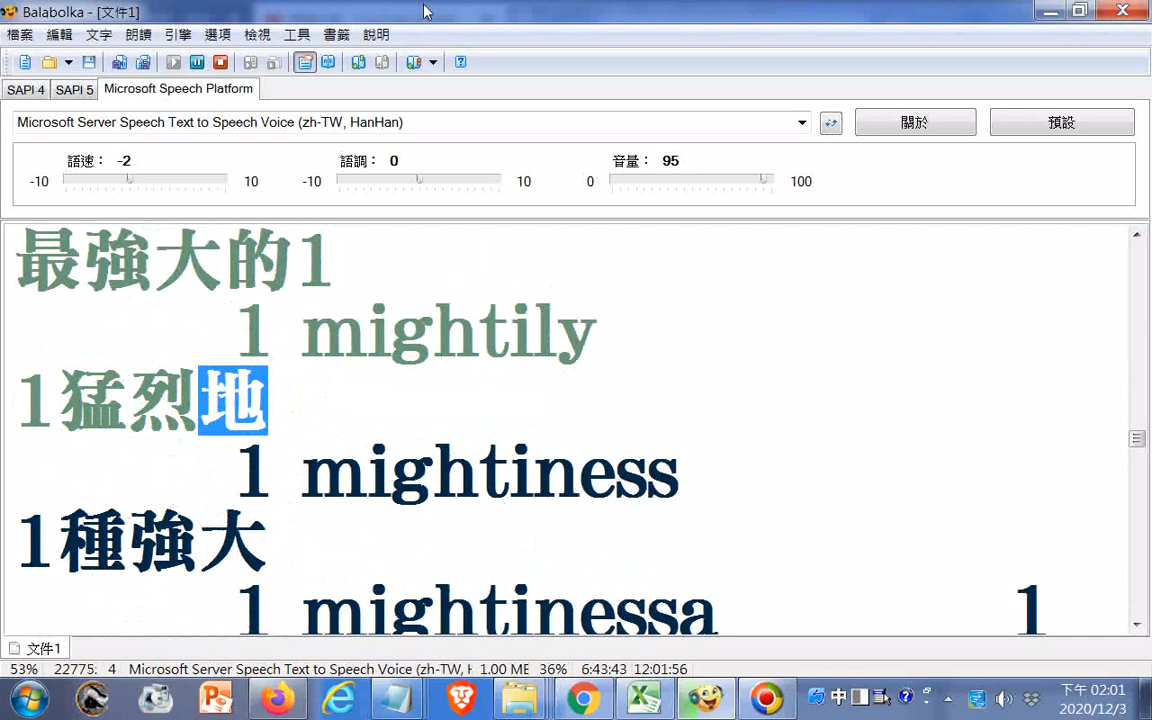 Balabolka - [文件1]
檔案 編輯 文字 朗讀 引擎 選項 檢視 工具 書籤 說明
SAPI 4 SAPI 5 Microsoft Speech Platform
Microsoft Server Speech Text to Speech Voice (zh-TW, HanHan) 關於 預設
語速： -2 語調： 0 音量： 95
-10 10 -10 10 0 100
最強大的1
1 mightily
1猛烈地
1 mightiness
1種強大
1 mightinessa 1
文件1
53% 22775: 4 Microsoft Server Speech Text to Speech Voice (zh-TW, 1.00 ME 36% 6:43:43 12:01:56
中 下午 02:01
2020/12/3